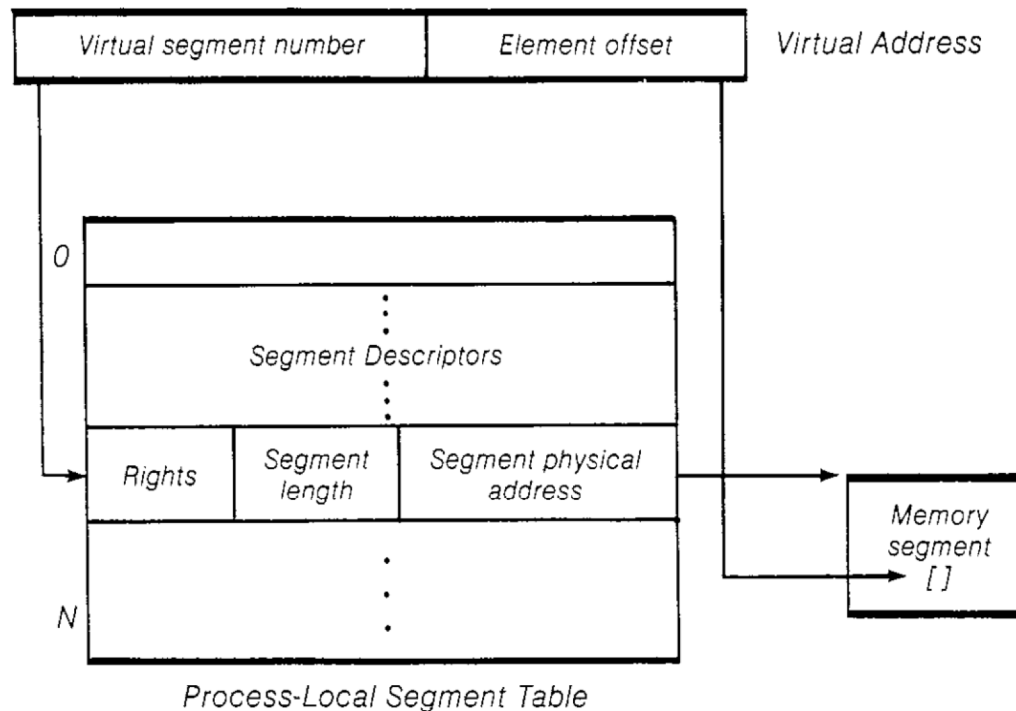 Virtual segment number
Element offset
Virtual Address
0
Segment Descriptors
Rights
Segment
length
Segment physical
address
Memory
segment
[ ]
N
Process-Local Segment Table